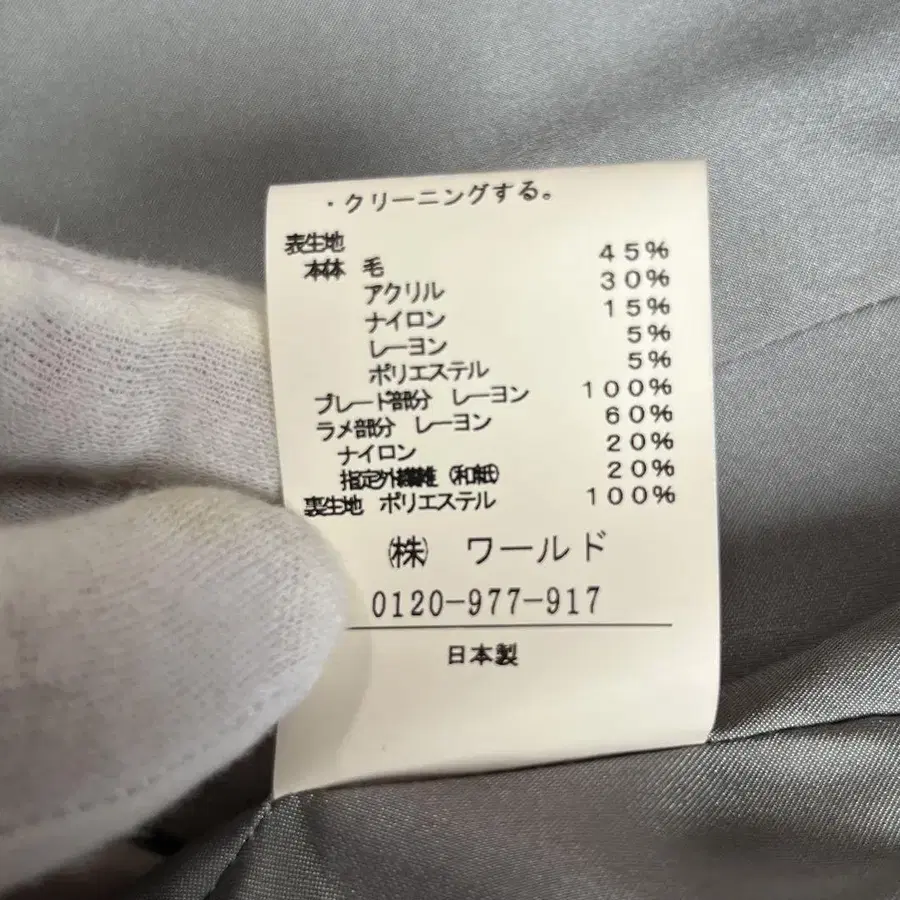 ・クリーニングする。
表生地
本体 毛 45%
アクリル 30%
ナイロン 15%
レーヨン 5%
ポリエステル 5%
ブレード部分 レーヨン 100%
ラメ部分 レーヨン 60%
ナイロン 20%
指定外繊維(和紙) 20%
裏生地 ポリエステル 100%
㈱ ワールド
0120-977-917
日本製